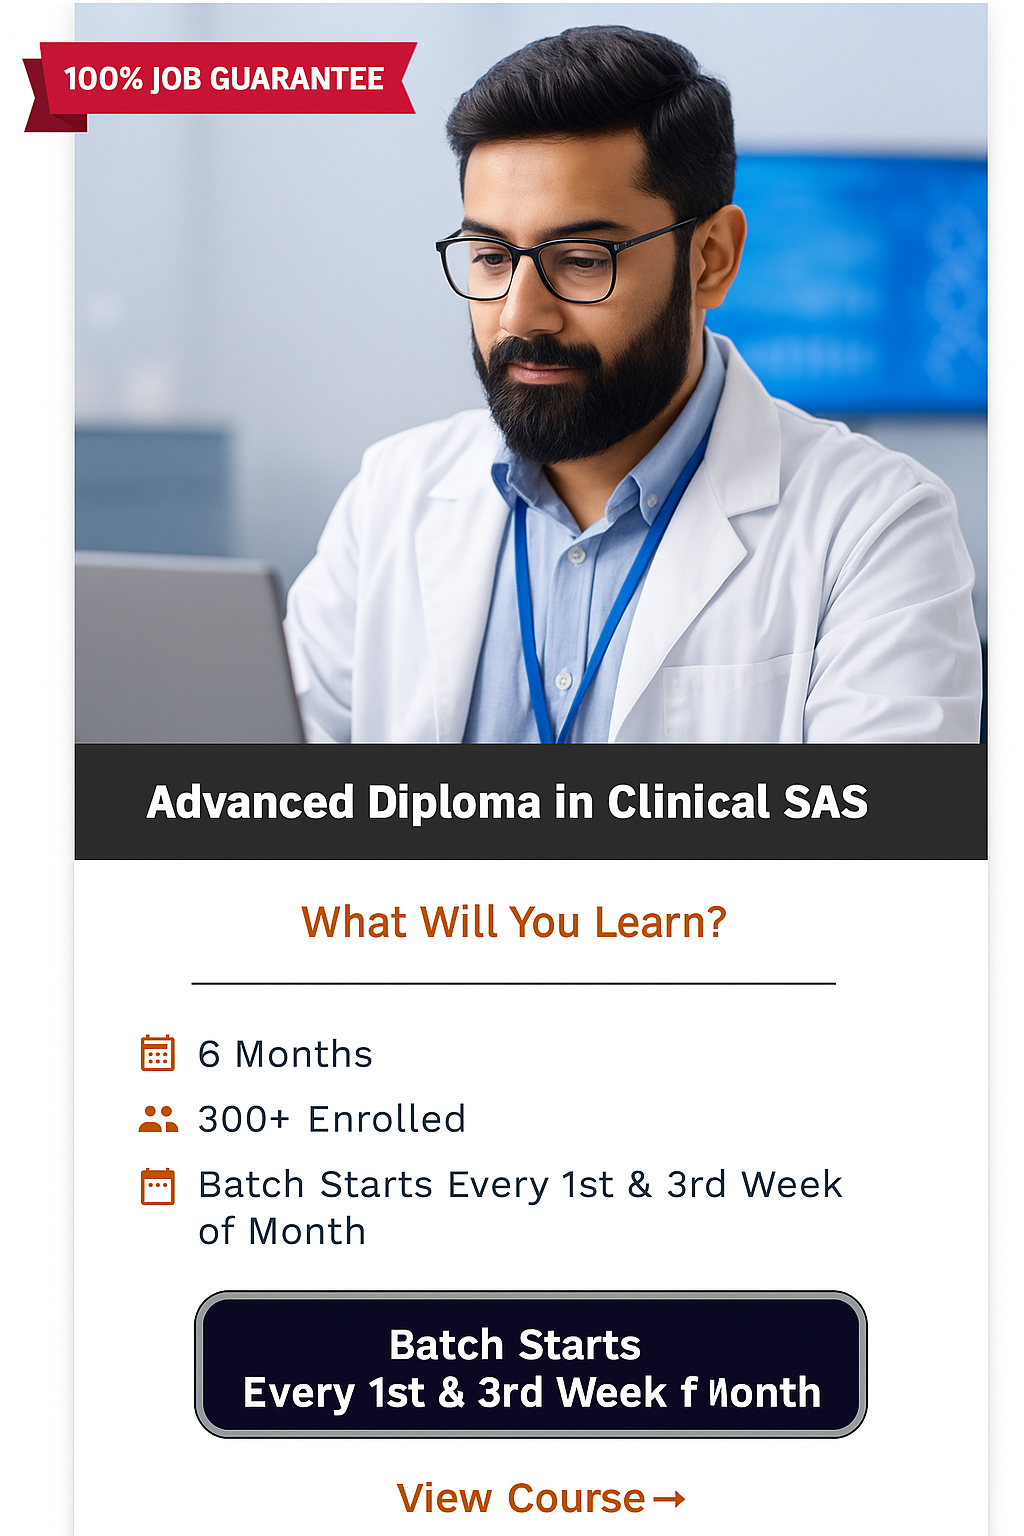 100% JOB GUARANTEE
Advanced Diploma in Clinical SAS
What Will You Learn?
6 Months
300+ Enrolled
Batch Starts Every 1st & 3rd Week
of Month
Batch Starts
Every 1st & 3rd Week f Month
View Course→